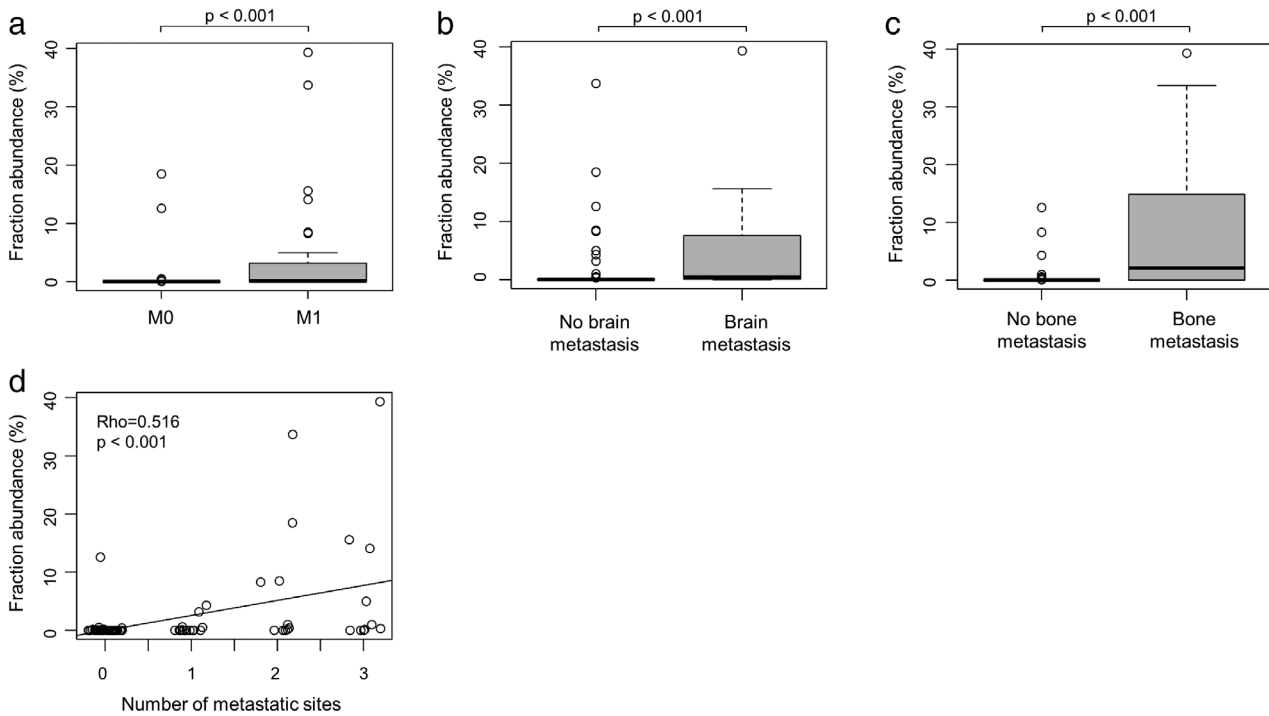 a
p < 0.001
Fraction abundance (%)
40
30
20
10
0
M0
M1
b
p < 0.001
Fraction abundance (%)
40
30
20
10
0
No brain
metastasis
Brain
metastasis
c
p < 0.001
Fraction abundance (%)
40
30
20
10
0
No bone
metastasis
Bone
metastasis
d
Rho=0.516
p < 0.001
Fraction abundance (%)
40
30
20
10
0
0
1
2
3
Number of metastatic sites